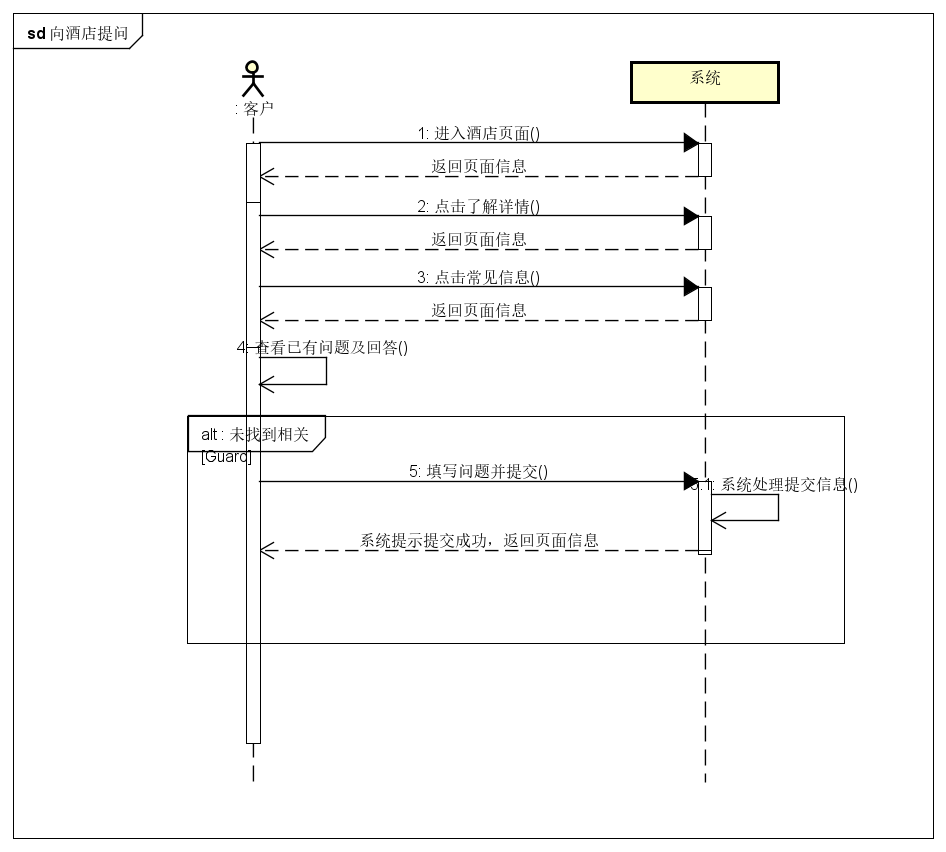 sd 向酒店提问
系统
: 客户
1: 进入酒店页面()
返回页面信息
2: 点击了解详情()
返回页面信息
3: 点击常见信息()
返回页面信息
4: 查看已有问题及回答()
alt : 未找到相关
[Guard]
5: 填写问题并提交()
5.1: 系统处理提交信息()
系统提示提交成功，返回页面信息